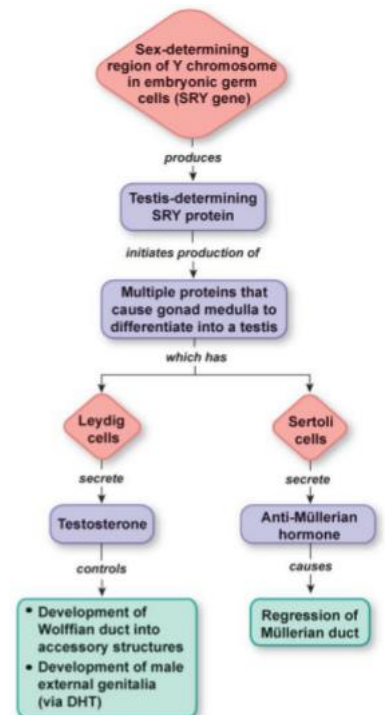 Sex-determining
region of Y chromosome
in embryonic germ
cells (SRY gene)
produces
Testis-determining
SRY protein
initiates production of
Multiple proteins that
cause gonad medulla to
differentiate into a testis
which has
Leydig
cells
secrete
Testosterone
controls
• Development of
Wolffian duct into
accessory structures
• Development of male
external genitalia
(via DHT)
Sertoli
cells
secrete
Anti-Müllerian
hormone
causes
Regression of
Müllerian duct